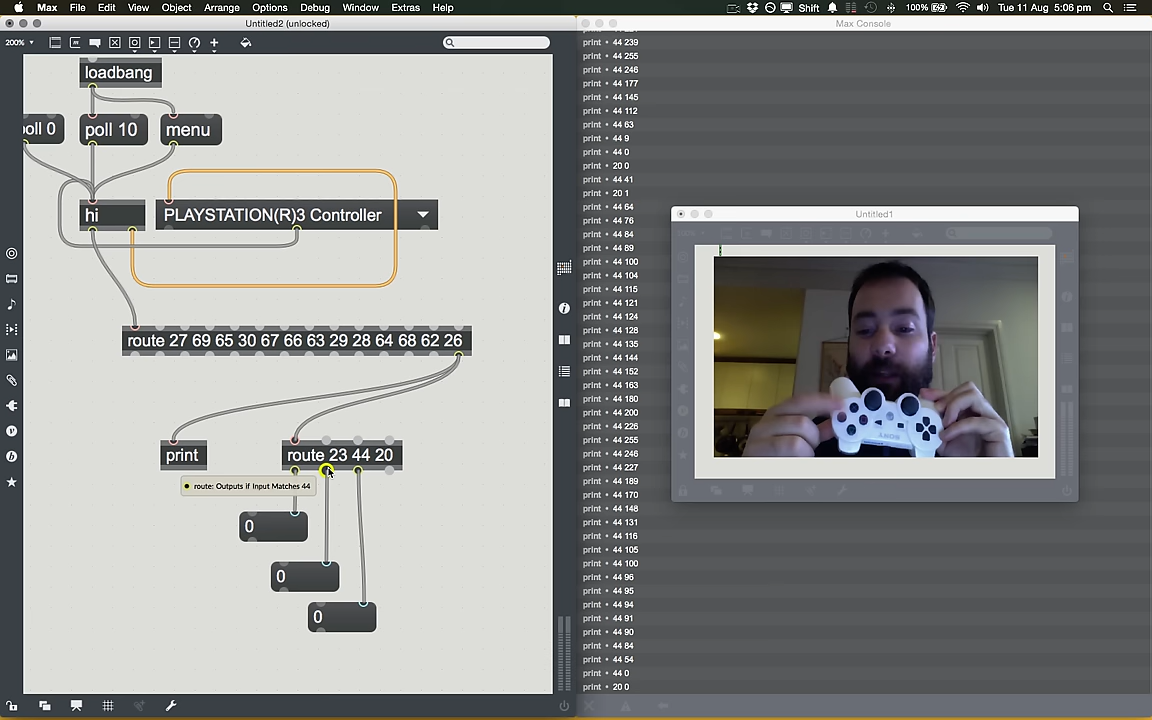 Max File Edit View Object Arrange Options Debug Window Extras Help
Shift 100% Tue 11 Aug 5:06 pm
Untitled2 (unlocked)
Max Console
200%
loadbang
oll 0
poll 10
menu
hi
PLAYSTATION(R)3 Controller
route 27 69 65 30 67 66 63 29 28 64 68 62 26
print
route 23 44 20
route: Outputs if Input Matches 44
0
0
0
print • 44 239
print • 44 255
print • 44 246
print • 44 177
print • 44 145
print • 44 112
print • 44 63
print • 44 9
print • 44 0
print • 20 0
print • 44 41
print • 20 1
print • 44 64
print • 44 76
print • 44 84
print • 44 89
print • 44 100
print • 44 104
print • 44 115
print • 44 121
print • 44 124
print • 44 128
print • 44 135
print • 44 144
print • 44 152
print • 44 163
print • 44 180
print • 44 200
print • 44 226
print • 44 255
print • 44 246
print • 44 227
print • 44 189
print • 44 170
print • 44 148
print • 44 131
print • 44 116
print • 44 105
print • 44 100
print • 44 96
print • 44 95
print • 44 94
print • 44 91
print • 44 90
print • 44 84
print • 44 54
print • 44 0
print • 20 0
Untitled1
SONY